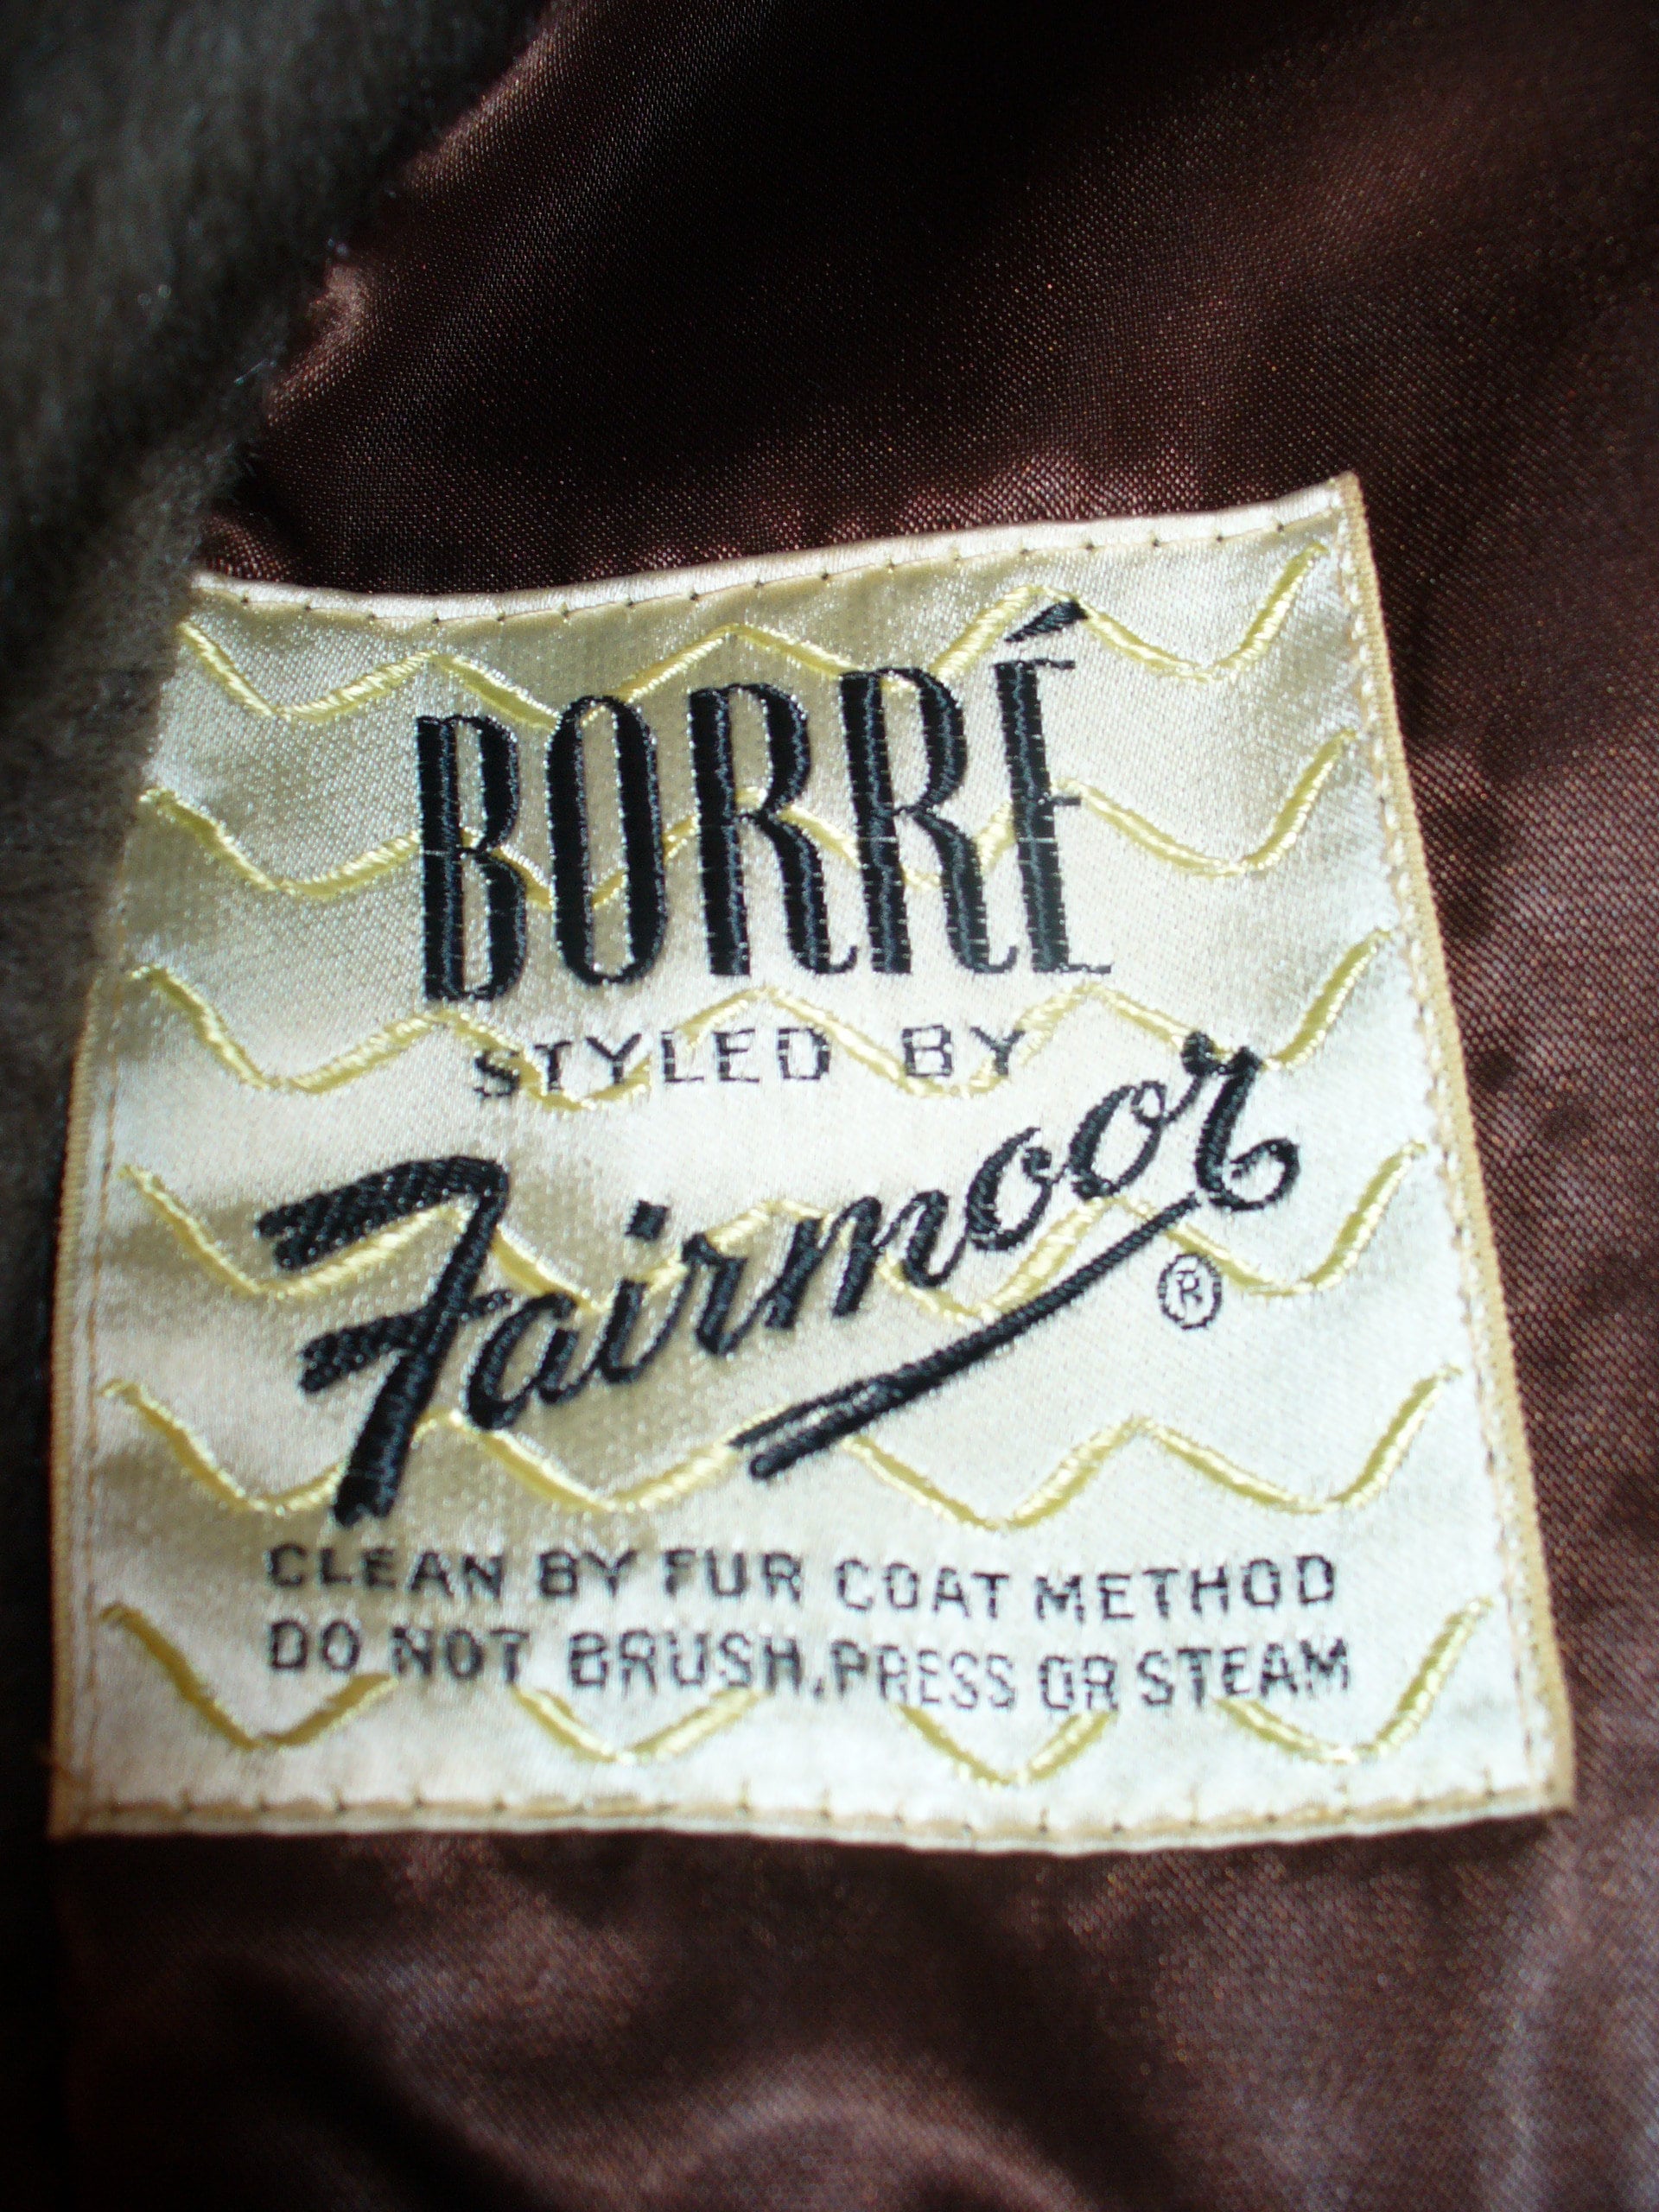 BORRÉ
STYLED BY
Fairmoor
®
CLEAN BY FUR COAT METHOD
DO NOT BRUSH, PRESS OR STEAM